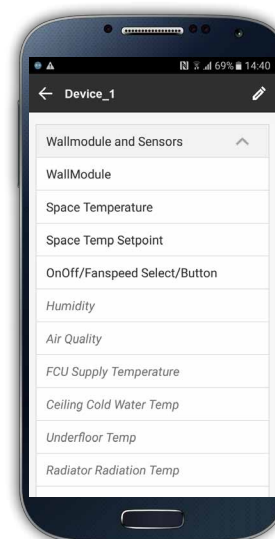 69% 14:40
Device_1
Wallmodule and Sensors
WallModule
Space Temperature
Space Temp Setpoint
OnOff/Fanspeed Select/Button
Humidity
Air Quality
FCU Supply Temperature
Ceiling Cold Water Temp
Underfloor Temp
Radiator Radiation Temp